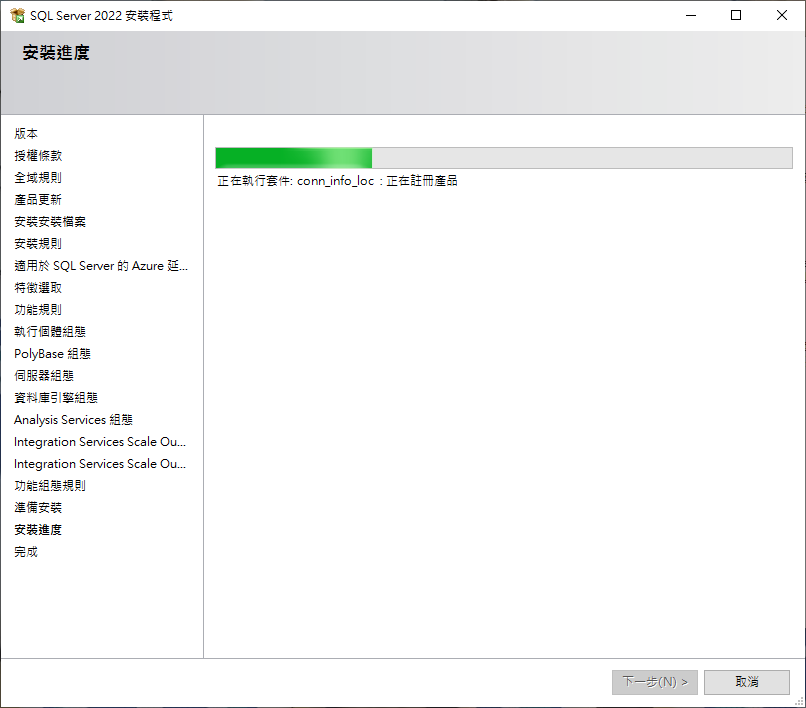 SQL Server 2022 安裝程式
安裝進度
版本
授權條款
全域規則
產品更新
安裝安裝檔案
安裝規則
適用於 SQL Server 的 Azure 延...
特徵選取
功能規則
執行個體組態
PolyBase 組態
伺服器組態
資料庫引擎組態
Analysis Services 組態
Integration Services Scale Ou...
Integration Services Scale Ou...
功能組態規則
準備安裝
安裝進度
完成
正在執行套件: conn_info_loc : 正在註冊產品
下一步(N) >
取消